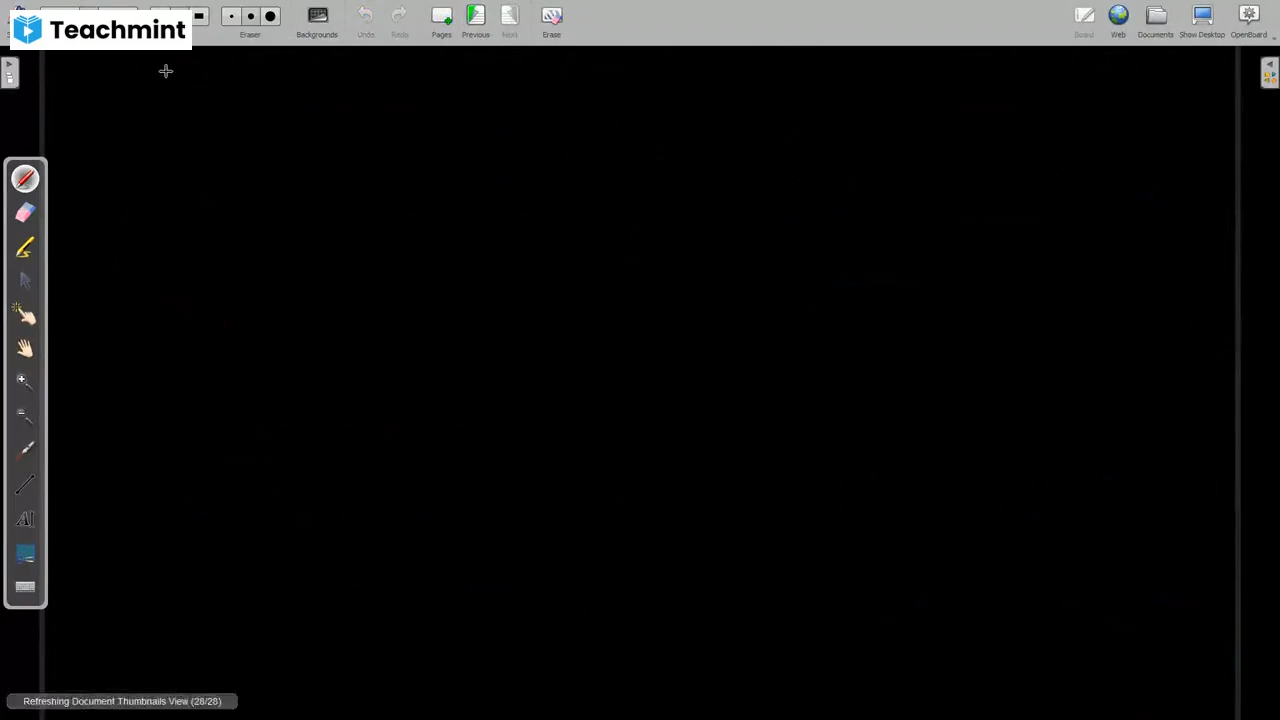 Teachmint
Eraser
Backgrounds
Undo
Redo
Pages
Previous
Next
Erase
Board
Web
Documents
Show Desktop
OpenBoard
AI
Refreshing Document Thumbnails View (28/28)